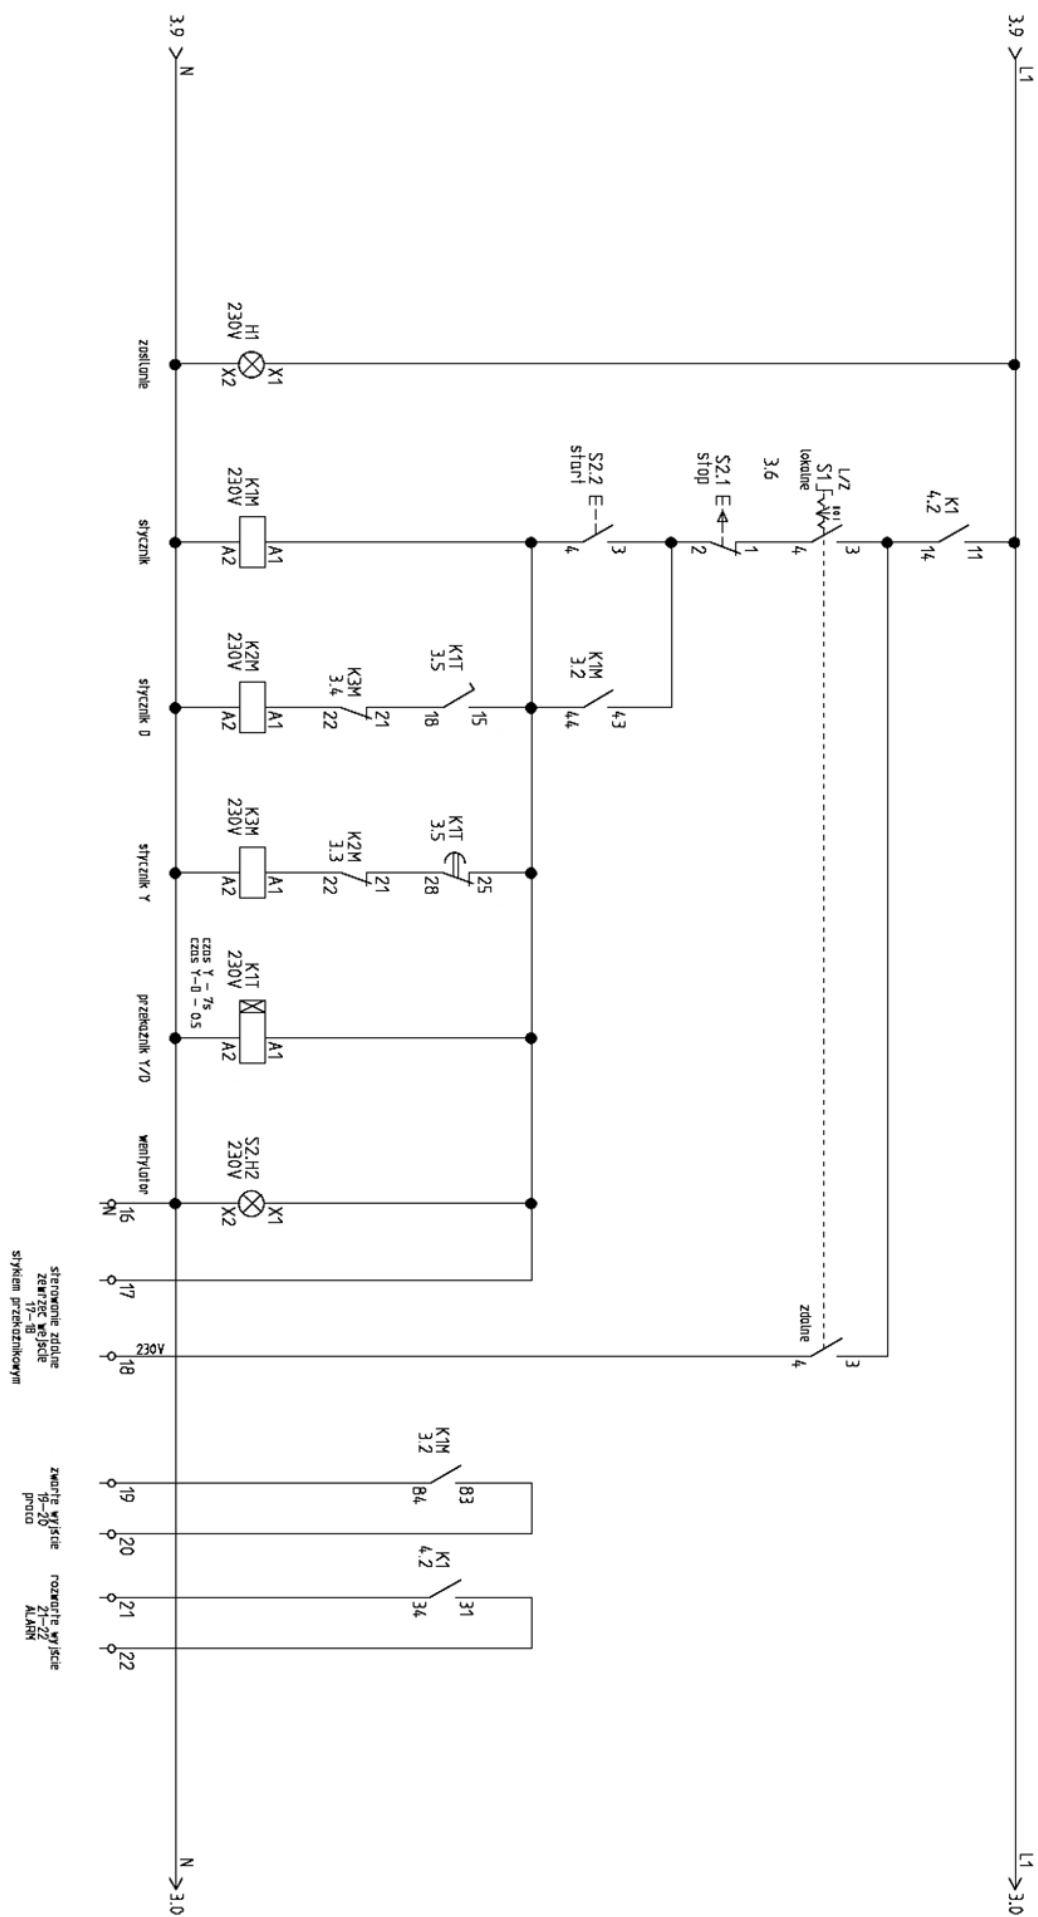 3.9
L1
L1
3.0
K1
4.2
11
14
L/Z
S1
lokalne
3
4
3.6
S2.1
stop
1
2
S2.2
start
3
4
K1M
3.2
43
44
zdalne
3
4
K1T
3.5
15
18
K1T
3.5
25
28
K3M
3.4
21
22
K2M
3.3
21
22
K1M
3.2
83
84
K1
4.2
31
34
H1
230V
X1
X2
K1M
230V
A1
A2
K2M
230V
A1
A2
K3M
230V
A1
A2
K1T
230V
A1
A2
czas Y - 7s
czas Y-D - 0.5
S2.H2
230V
X1
X2
3.9
N
N
3.0
zasilanie
stycznik
stycznik D
stycznik Y
przekaźnik Y/D
wentylator
16
N
17
230V
18
19
20
21
22
sterowanie zdalne
zewrzec wejscie
17-18
stykiem przekaznikowym
zwarte wyjscie
19-20
praca
rozwarte wyjscie
21-22
ALARM